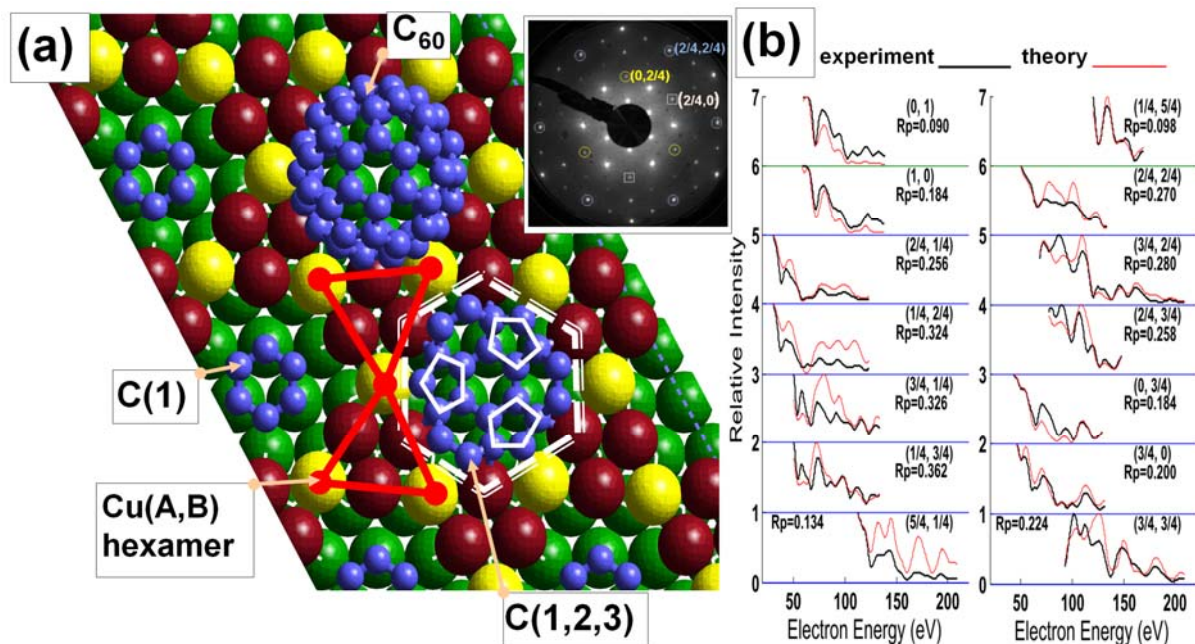 (a)
C60
(2/4,2/4)
(0,2/4)
(2/4,0)
C(1)
Cu(A,B)
hexamer
C(1,2,3)
(b)
experiment
theory
Relative Intensity
7
6
5
4
3
2
1
0
(0, 1)
Rp=0.090
(1, 0)
Rp=0.184
(2/4, 1/4)
Rp=0.256
(1/4, 2/4)
Rp=0.324
(3/4, 1/4)
Rp=0.326
(1/4, 3/4)
Rp=0.362
Rp=0.134 (5/4, 1/4)
50 100 150 200
Electron Energy (eV)
7
6
5
4
3
2
1
0
(1/4, 5/4)
Rp=0.098
(2/4, 2/4)
Rp=0.270
(3/4, 2/4)
Rp=0.280
(2/4, 3/4)
Rp=0.258
(0, 3/4)
Rp=0.184
(3/4, 0)
Rp=0.200
Rp=0.224 (3/4, 3/4)
50 100 150 200
Electron Energy (eV)